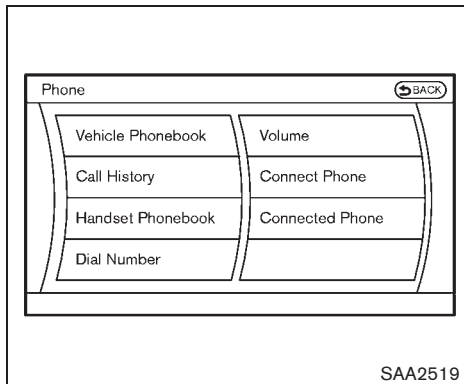 Phone
BACK
Vehicle Phonebook
Volume
Call History
Connect Phone
Handset Phonebook
Connected Phone
Dial Number
SAA2519